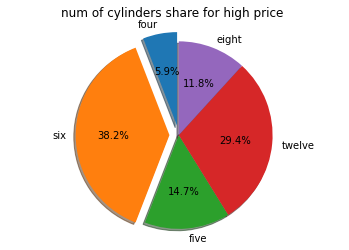 num of cylinders share for high price
four
5.9%
eight
11.8%
six
38.2%
29.4%
twelve
14.7%
five